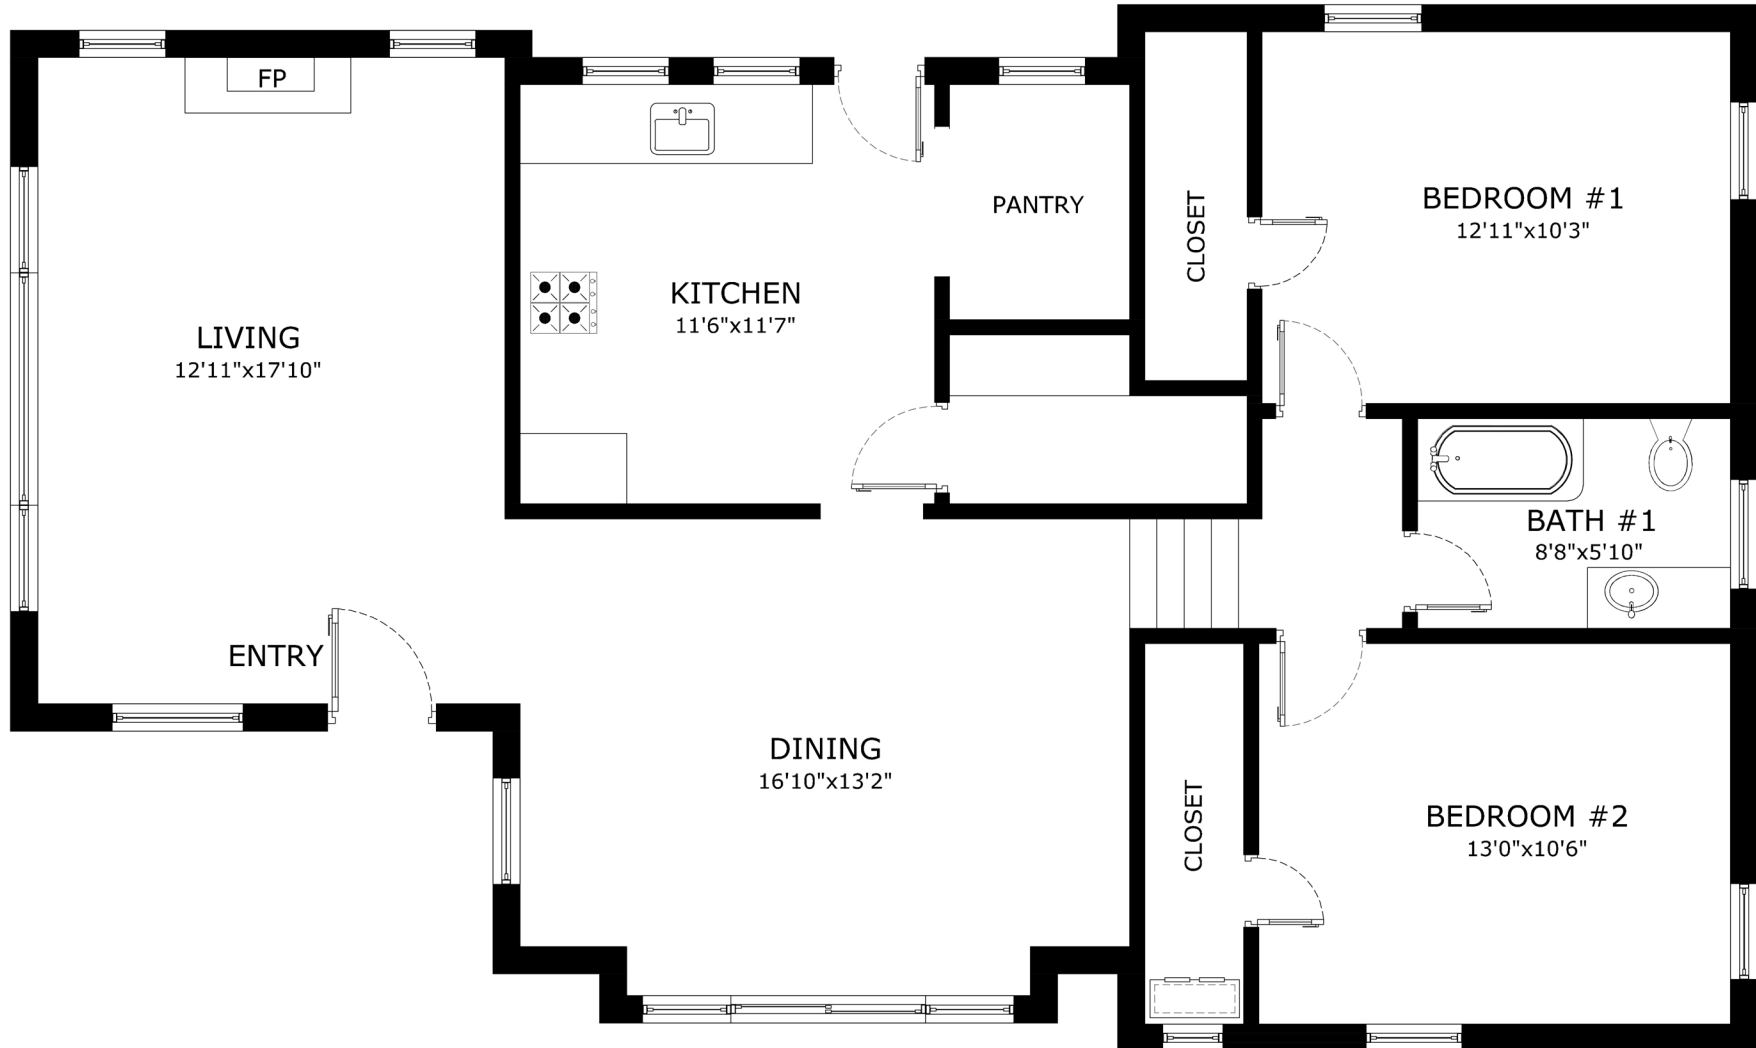 FP
LIVING
12'11"x17'10"
ENTRY
KITCHEN
11'6"x11'7"
PANTRY
CLOSET
BEDROOM #1
12'11"x10'3"
BATH #1
8'8"x5'10"
DINING
16'10"x13'2"
CLOSET
BEDROOM #2
13'0"x10'6"